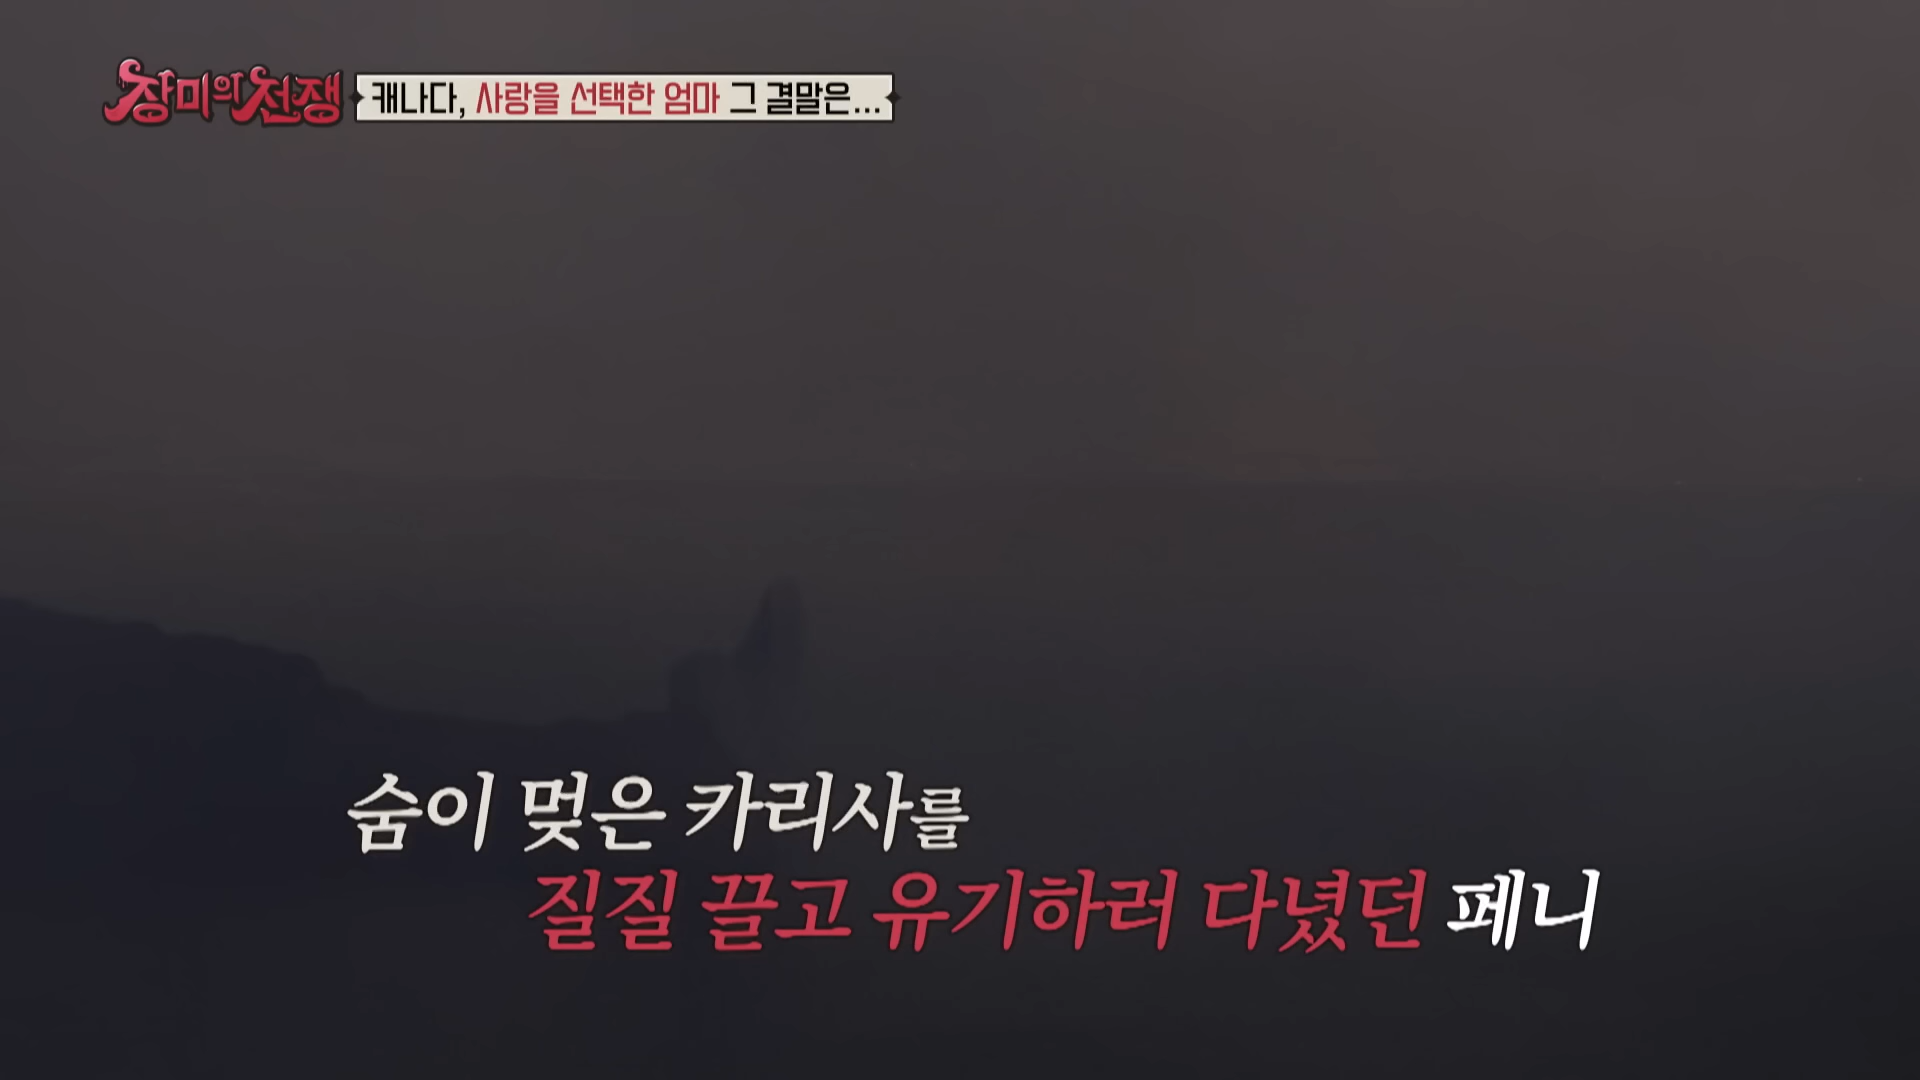 장미의 전쟁
캐나다, 사랑을 선택한 엄마 그 결말은...
숨이 멎은 카리사를
질질 끌고 유기하러 다녔던 페니